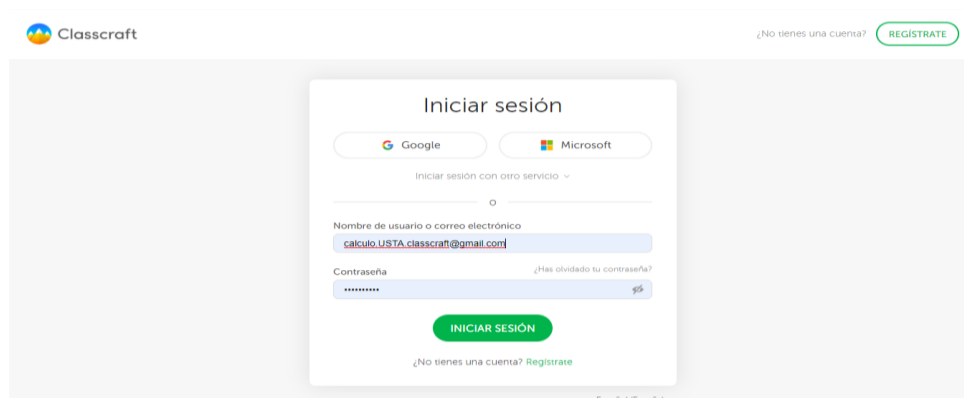 Classcraft
¿No tienes una cuenta? REGÍSTRATE
Iniciar sesión
Google Microsoft
Iniciar sesión con otro servicio
O
Nombre de usuario o correo electrónico
calculo.USTA.classcraft@gmail.com
Contraseña ¿Has olvidado tu contraseña?
••••••••••
INICIAR SESIÓN
¿No tienes una cuenta? Regístrate